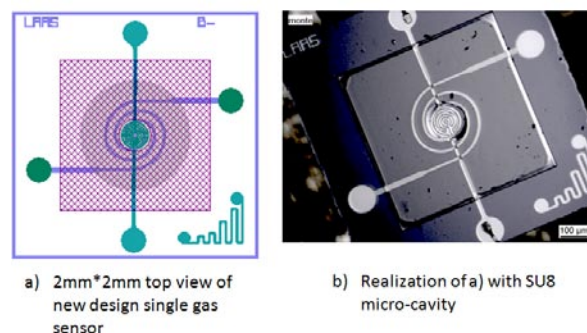 LAAS
B-
monte
LAAS
100 µm
a) 2mm*2mm top view of
new design single gas
sensor
b) Realization of a) with SU8
micro-cavity